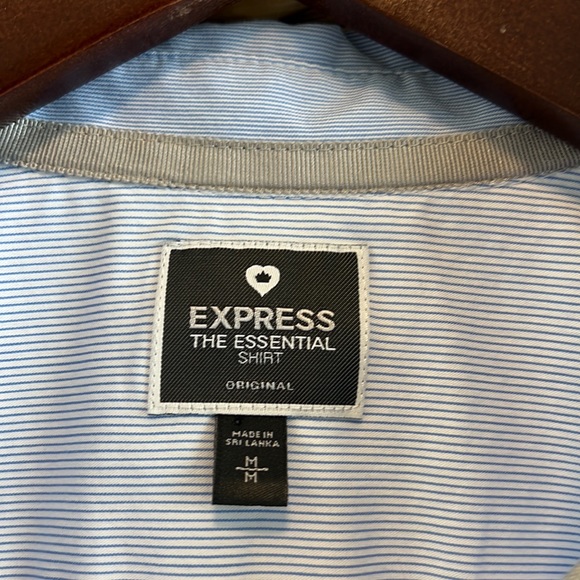 EXPRESS
THE ESSENTIAL
SHIRT
ORIGINAL
MADE IN
SRI LANKA
M
M